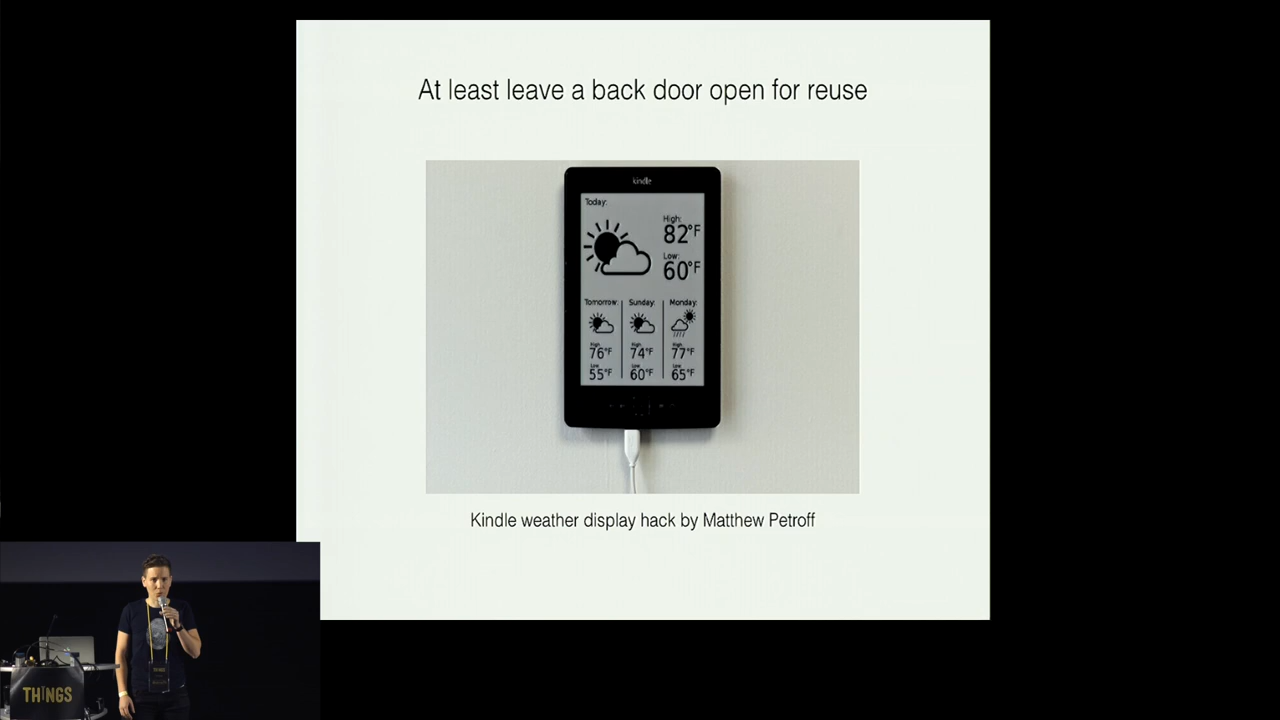 At least leave a back door open for reuse
kindle
Today:
High:
82°F
Low:
60°F
Tomorrow: Sunday: Monday:
High High High
76°F 74°F 77°F
Low Low Low
55°F 60°F 65°F
Kindle weather display hack by Matthew Petroff
THINGS